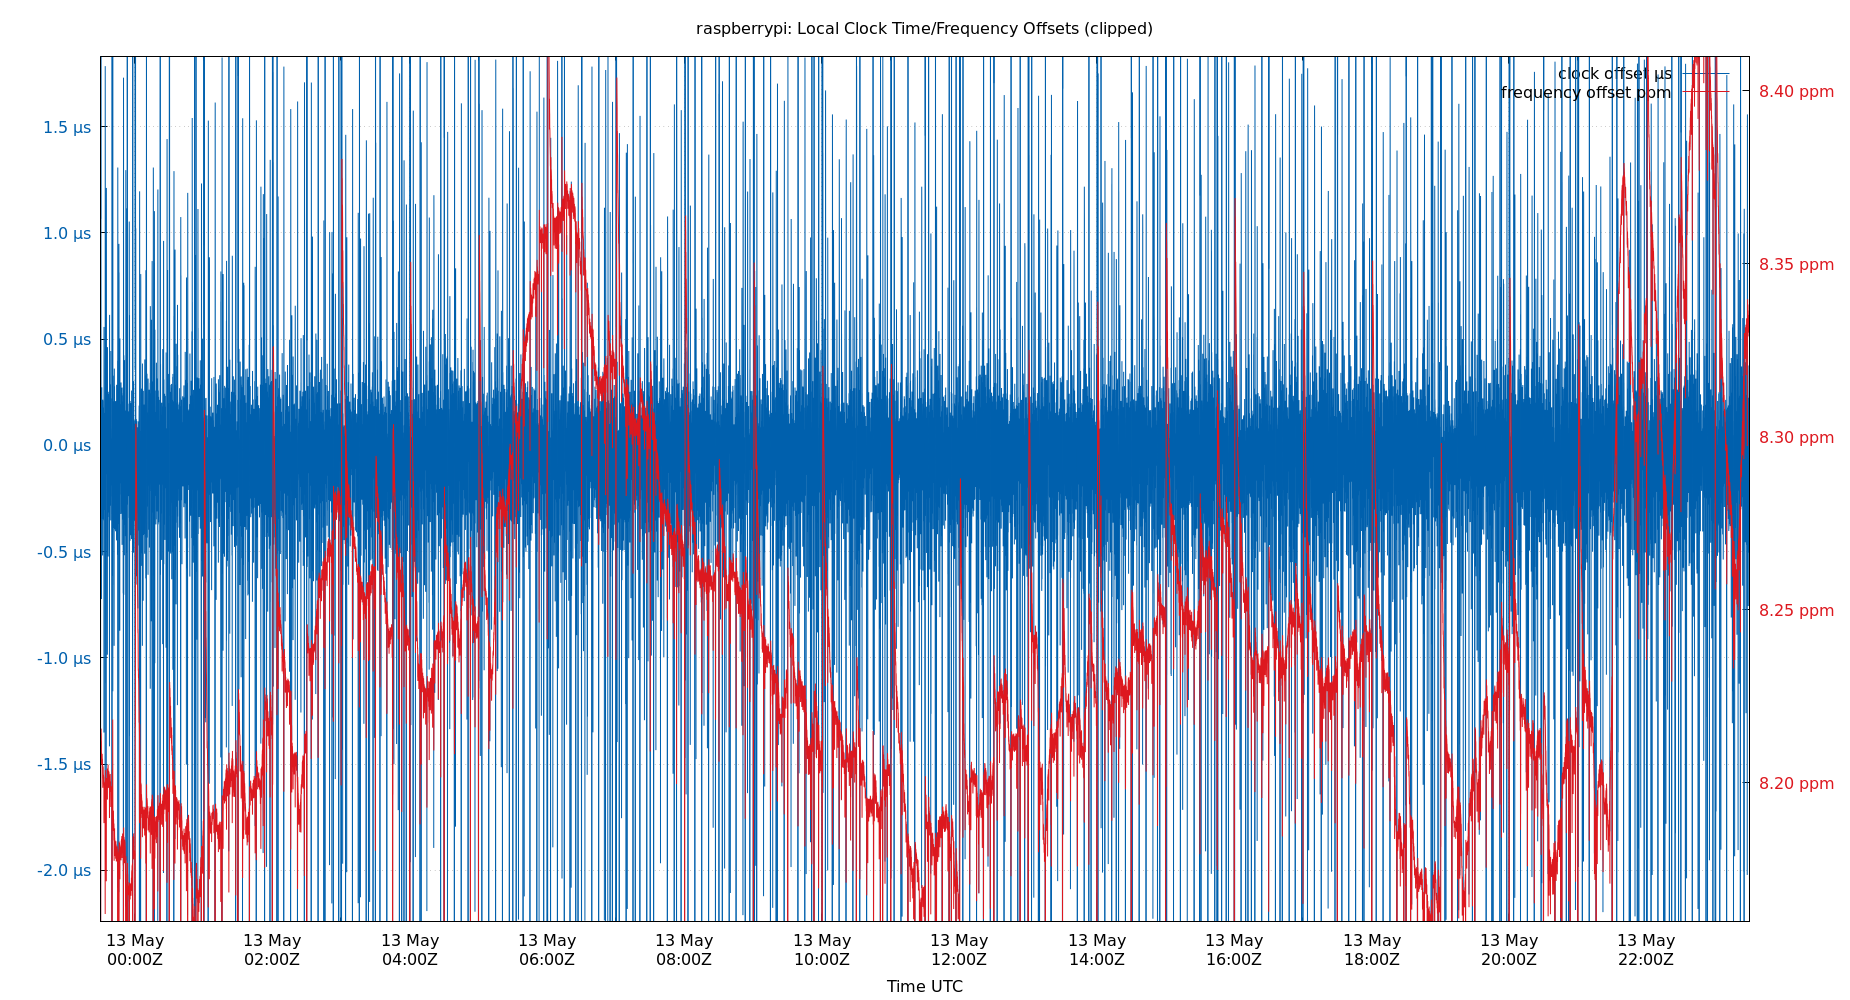 raspberrypi: Local Clock Time/Frequency Offsets (clipped)
clock offset µs
frequency offset ppm
1.5 µs
1.0 µs
0.5 µs
0.0 µs
-0.5 µs
-1.0 µs
-1.5 µs
-2.0 µs
8.40 ppm
8.35 ppm
8.30 ppm
8.25 ppm
8.20 ppm
13 May 13 May 13 May 13 May 13 May 13 May 13 May 13 May 13 May 13 May 13 May 13 May
00:00Z 02:00Z 04:00Z 06:00Z 08:00Z 10:00Z 12:00Z 14:00Z 16:00Z 18:00Z 20:00Z 22:00Z
Time UTC